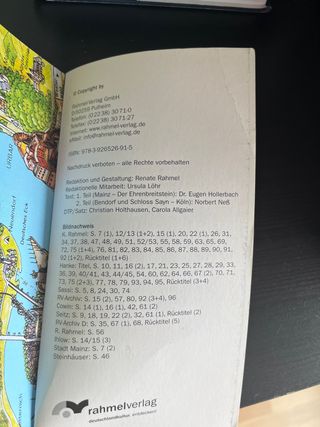 © Copyright by
Rahmel-Verlag GmbH
D-50259 Pulheim
Telefon: (0 22 38) 30 71-0
Telefax: (0 22 38) 30 71-27
Internet: www.rahmel-verlag.de
eMail: info@rahmel-verlag.de
ISBN: 978-3-926526-91-5
Nachdruck verboten – alle Rechte vorbehalten
Redaktion und Gestaltung: Renate Rahmel
Redaktionelle Mitarbeit: Ursula Löhr
Text: 1. Teil (Mainz – Der Ehrenbreitstein): Dr. Eugen Hollerbach
2. Teil (Bendorf und Schloss Sayn – Köln): Norbert Neß
DTP/Satz: Christian Holthausen, Carola Allgaier
Bildnachweis
K. Rahmel: S. 7 (1), 12/13 (1+2), 15 (1), 20, 22 (1), 26, 31,
34, 37, 38, 47, 48, 49, 51, 52/53, 55, 58, 59, 63, 65, 69,
72, 75 (1+4), 76, 81, 82, 83, 84, 85, 86, 87, 88, 89, 90, 91,
92 (1+2), Rücktitel (1+6)
Hanke: Titel, S. 10, 11, 16 (2), 17, 21, 23, 25, 27, 28, 29, 33,
36, 39, 40/41, 43, 44/45, 54, 60, 62, 64, 66, 67 (2), 70, 71,
73, 75 (2+3), 77, 78, 79, 93, 94, 95, Rücktitel (3+4)
Sassi: S. 5, 8, 24, 30, 74
RV-Archiv: S. 15 (2), 57, 80, 92 (3+4), 96
Cowin: S. 14 (1), 16 (1), 42, 61 (2)
Seitz: S. 9, 18, 19, 22 (2), 32, 61 (1), Rücktitel (2)
RV-Archiv D: S. 35, 67 (1), 68, Rücktitel (5)
R. Rahmel: S. 56
Ihlow: S. 14/15 (3)
Stadt Mainz: S. 7 (2)
Steinhäuser: S. 46
rahmelverlag
deutschlandkultur entdecken!
URBAR
Neuendorf
Deutsches Eck